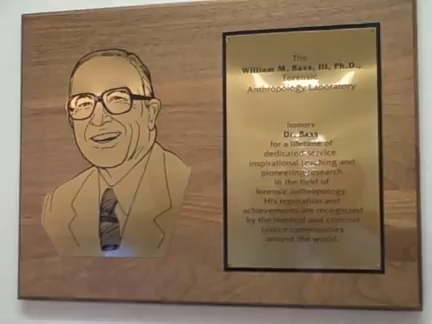 The
William M. Bass, III, Ph.D.,
Forensic
Anthropology Laboratory
honors
Dr. Bass
for a lifetime of
dedicated service,
inspirational teaching and
pioneering research
in the field of
forensic anthropology.
His reputation and
achievements are recognized
by the medical and criminal
justice communities
around the world.